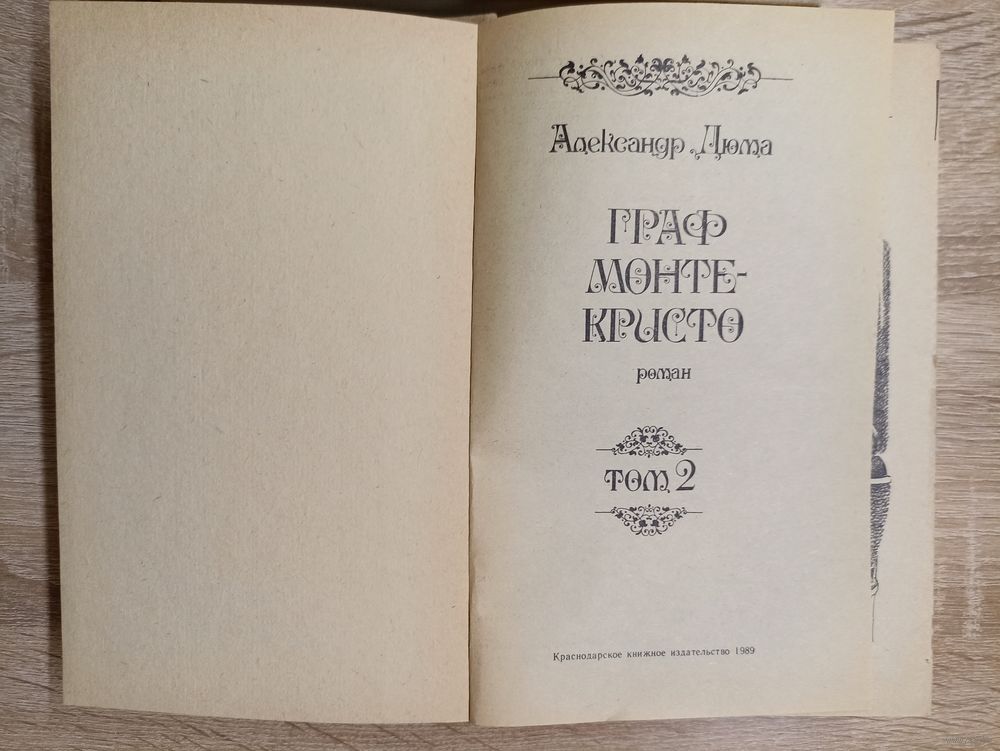 Александр Дюма
ГРАФ
МОНТЕ-
КРИСТО
роман
том 2
Краснодарское книжное издательство 1989